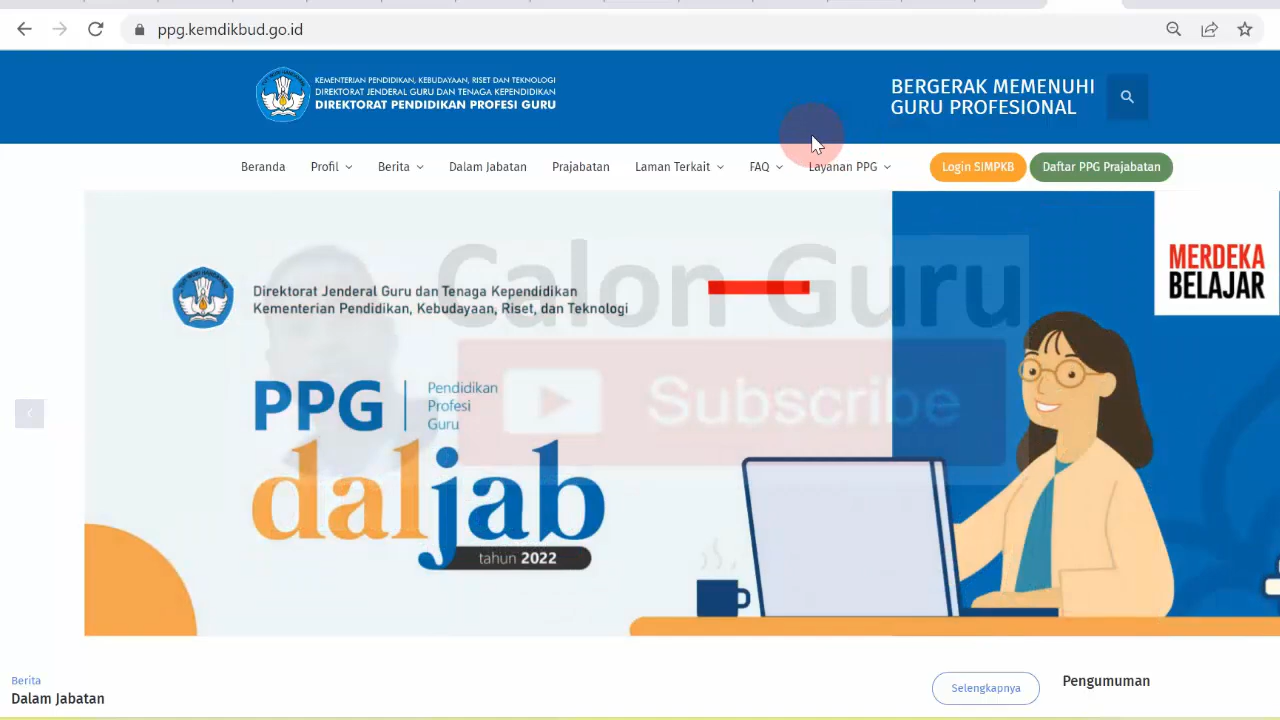 ppg.kemdikbud.go.id
KEMENTERIAN PENDIDIKAN, KEBUDAYAAN, RISET DAN TEKNOLOGI
DIREKTORAT JENDERAL GURU DAN TENAGA KEPENDIDIKAN
DIREKTORAT PENDIDIKAN PROFESI GURU
BERGERAK MEMENUHI
GURU PROFESIONAL
Beranda Profil Berita Dalam Jabatan Prajabatan Laman Terkait FAQ Layanan PPG Login SIMPKB Daftar PPG Prajabatan
Calon Guru
Subscribe
MERDEKA
BELAJAR
Direktorat Jenderal Guru dan Tenaga Kependidikan
Kementerian Pendidikan, Kebudayaan, Riset, dan Teknologi
PPG
Pendidikan
Profesi
Guru
daljab
tahun 2022
Berita
Dalam Jabatan
Selengkapnya
Pengumuman